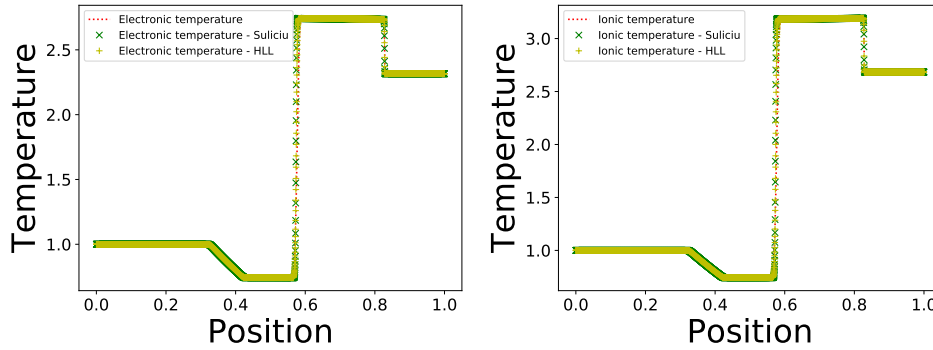 Electronic temperature
Electronic temperature - Suliciu
Electronic temperature - HLL
2.5
2.0
1.5
1.0
0.0 0.2 0.4 0.6 0.8 1.0
Position
Temperature
Ionic temperature
Ionic temperature - Suliciu
Ionic temperature - HLL
3.0
2.5
2.0
1.5
1.0
0.0 0.2 0.4 0.6 0.8 1.0
Position
Temperature